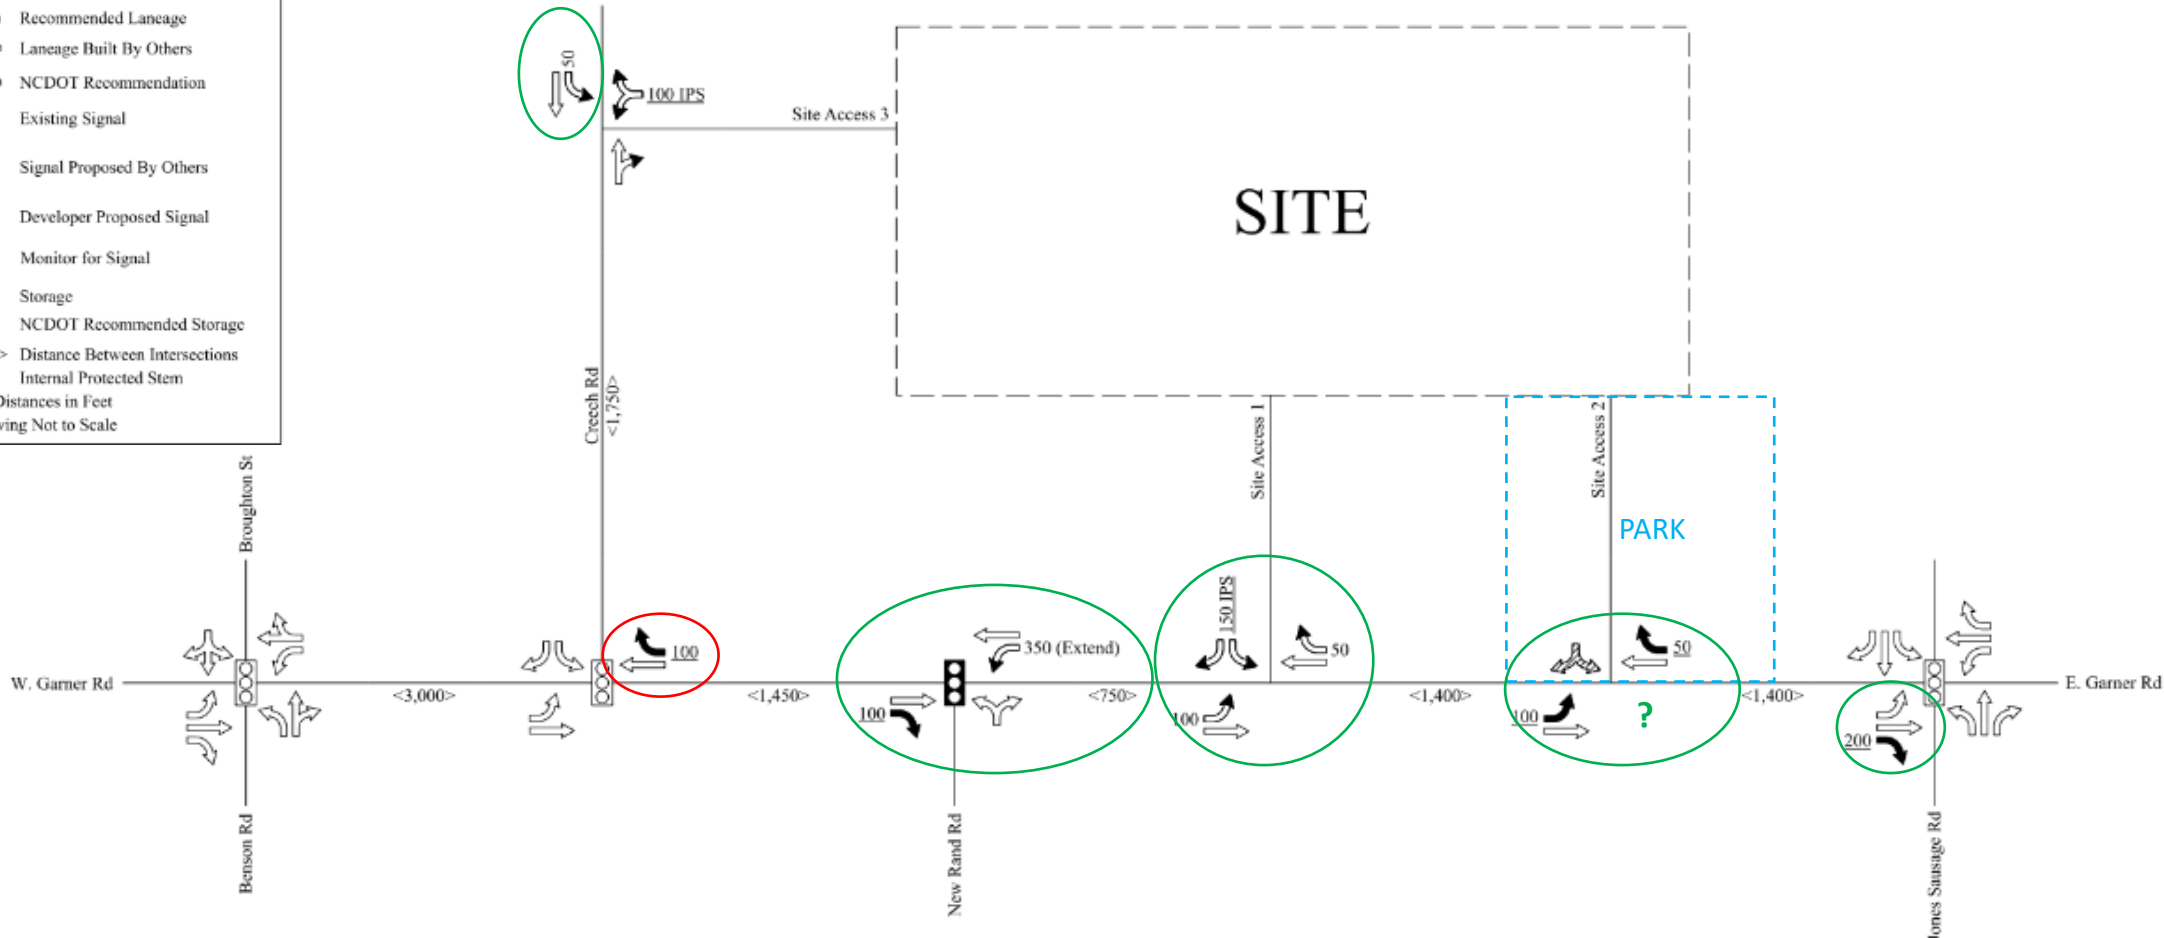 Recommended Laneage
Laneage Built By Others
NCDOT Recommendation
Existing Signal
Signal Proposed By Others
Developer Proposed Signal
Monitor for Signal
Storage
NCDOT Recommended Storage
> Distance Between Intersections
Internal Protected Stem
Distances in Feet
Not to Scale
50
100 IPS
Site Access 3
SITE
Creech Rd
<1,750>
Site Access 1
Site Access 2
PARK
Broughton St
150 IPS
100
350 (Extend)
50
50
W. Garner Rd
<3,000>
<1,450>
<750>
<1,400>
<1,400>
E. Garner Rd
100
100
100
?
200
Benson Rd
New Rand Rd
Jones Sausage Rd